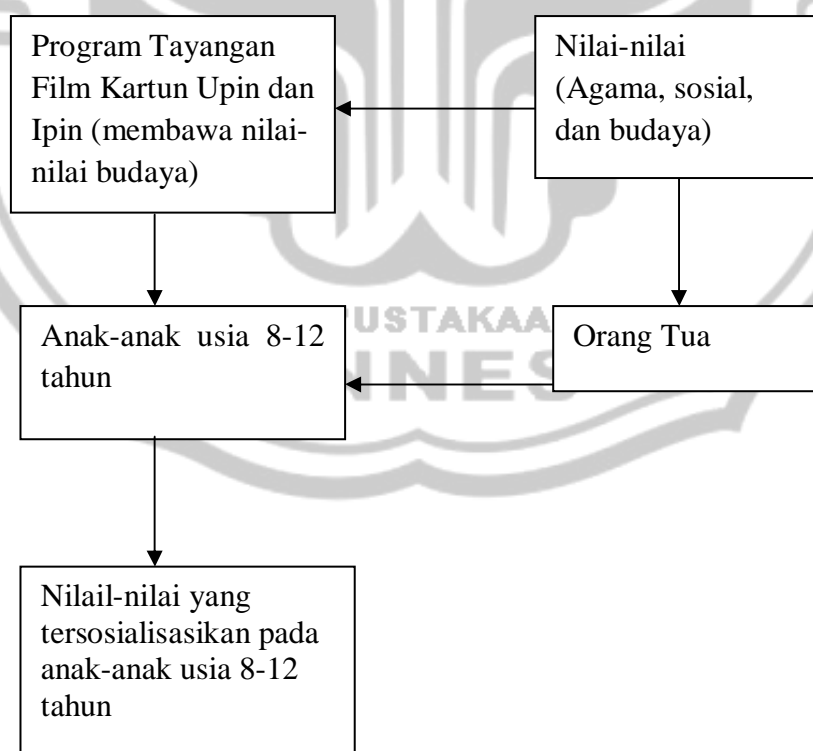 Program Tayangan
Film Kartun Upin dan
Ipin (membawa nilai-
nilai budaya)
Nilai-nilai
(Agama, sosial,
dan budaya)
Anak-anak usia 8-12
tahun
Orang Tua
Nilail-nilai yang
tersosialisasikan pada
anak-anak usia 8-12
tahun